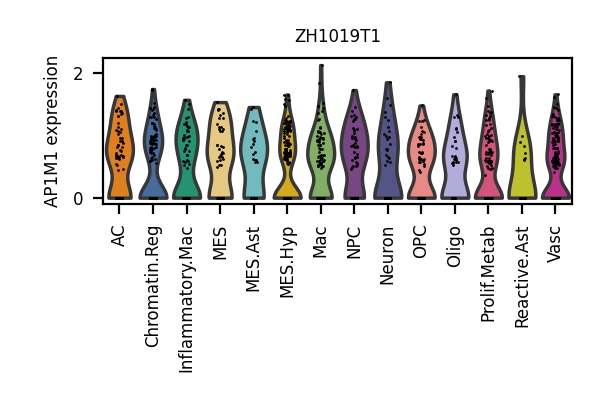 ZH1019T1
AP1M1 expression
2
0
AC
Chromatin.Reg
Inflammatory.Mac
MES
MES.Ast
MES.Hyp
Mac
NPC
Neuron
OPC
Oligo
Prolif.Metab
Reactive.Ast
Vasc